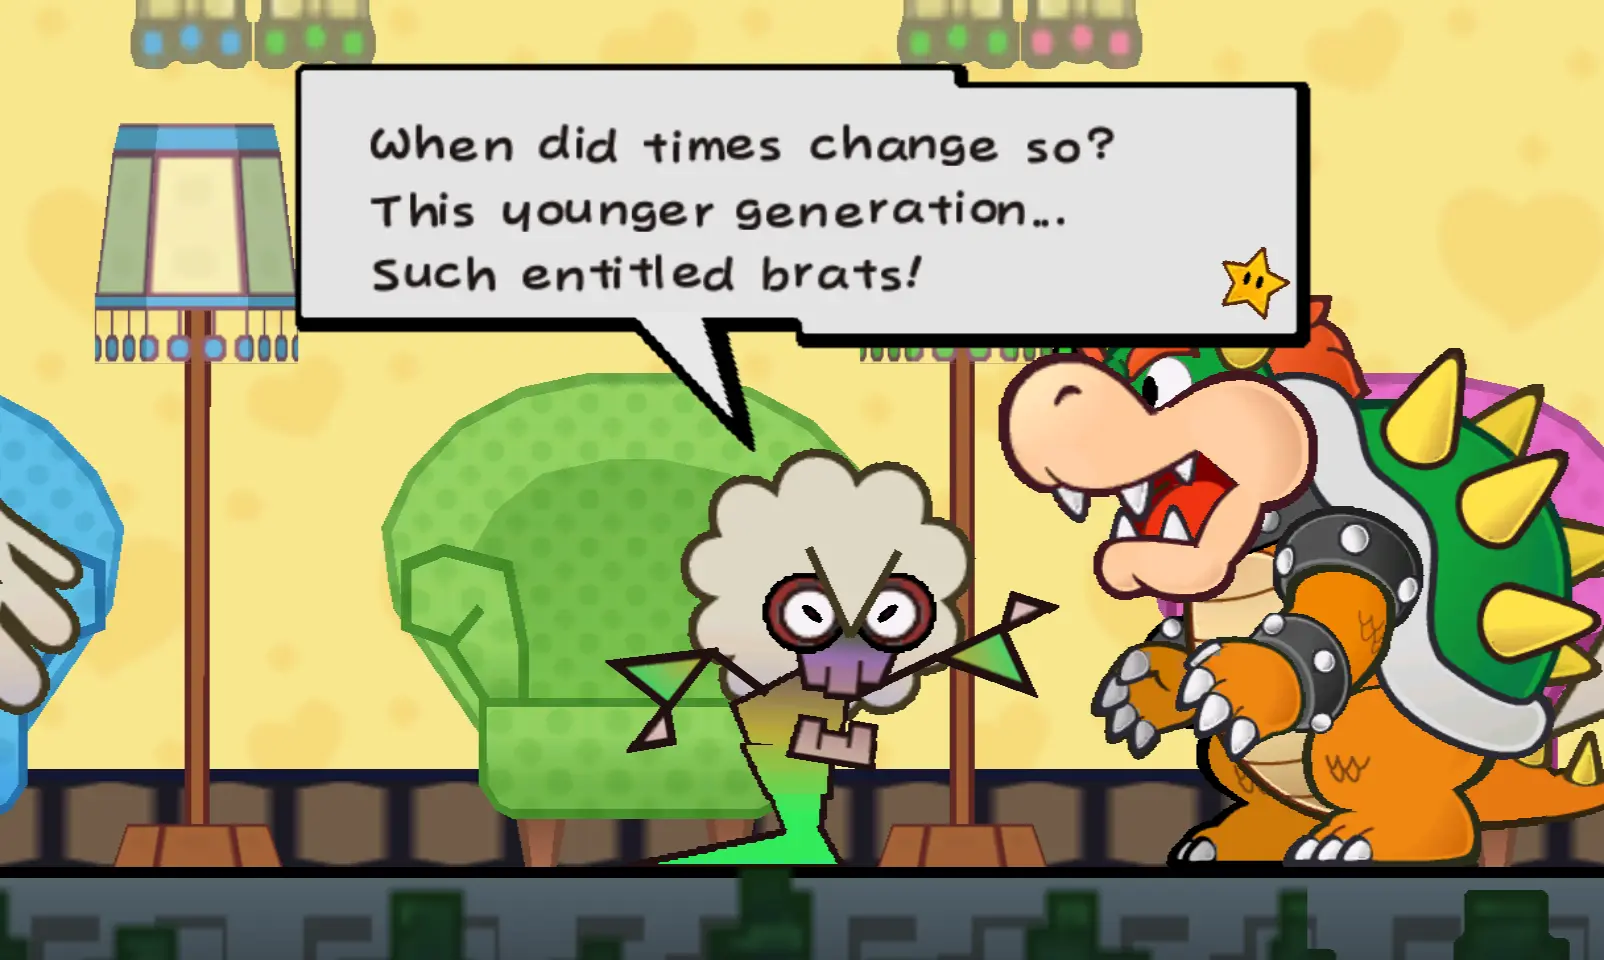 When did times change so?
This younger generation...
Such entitled brats!